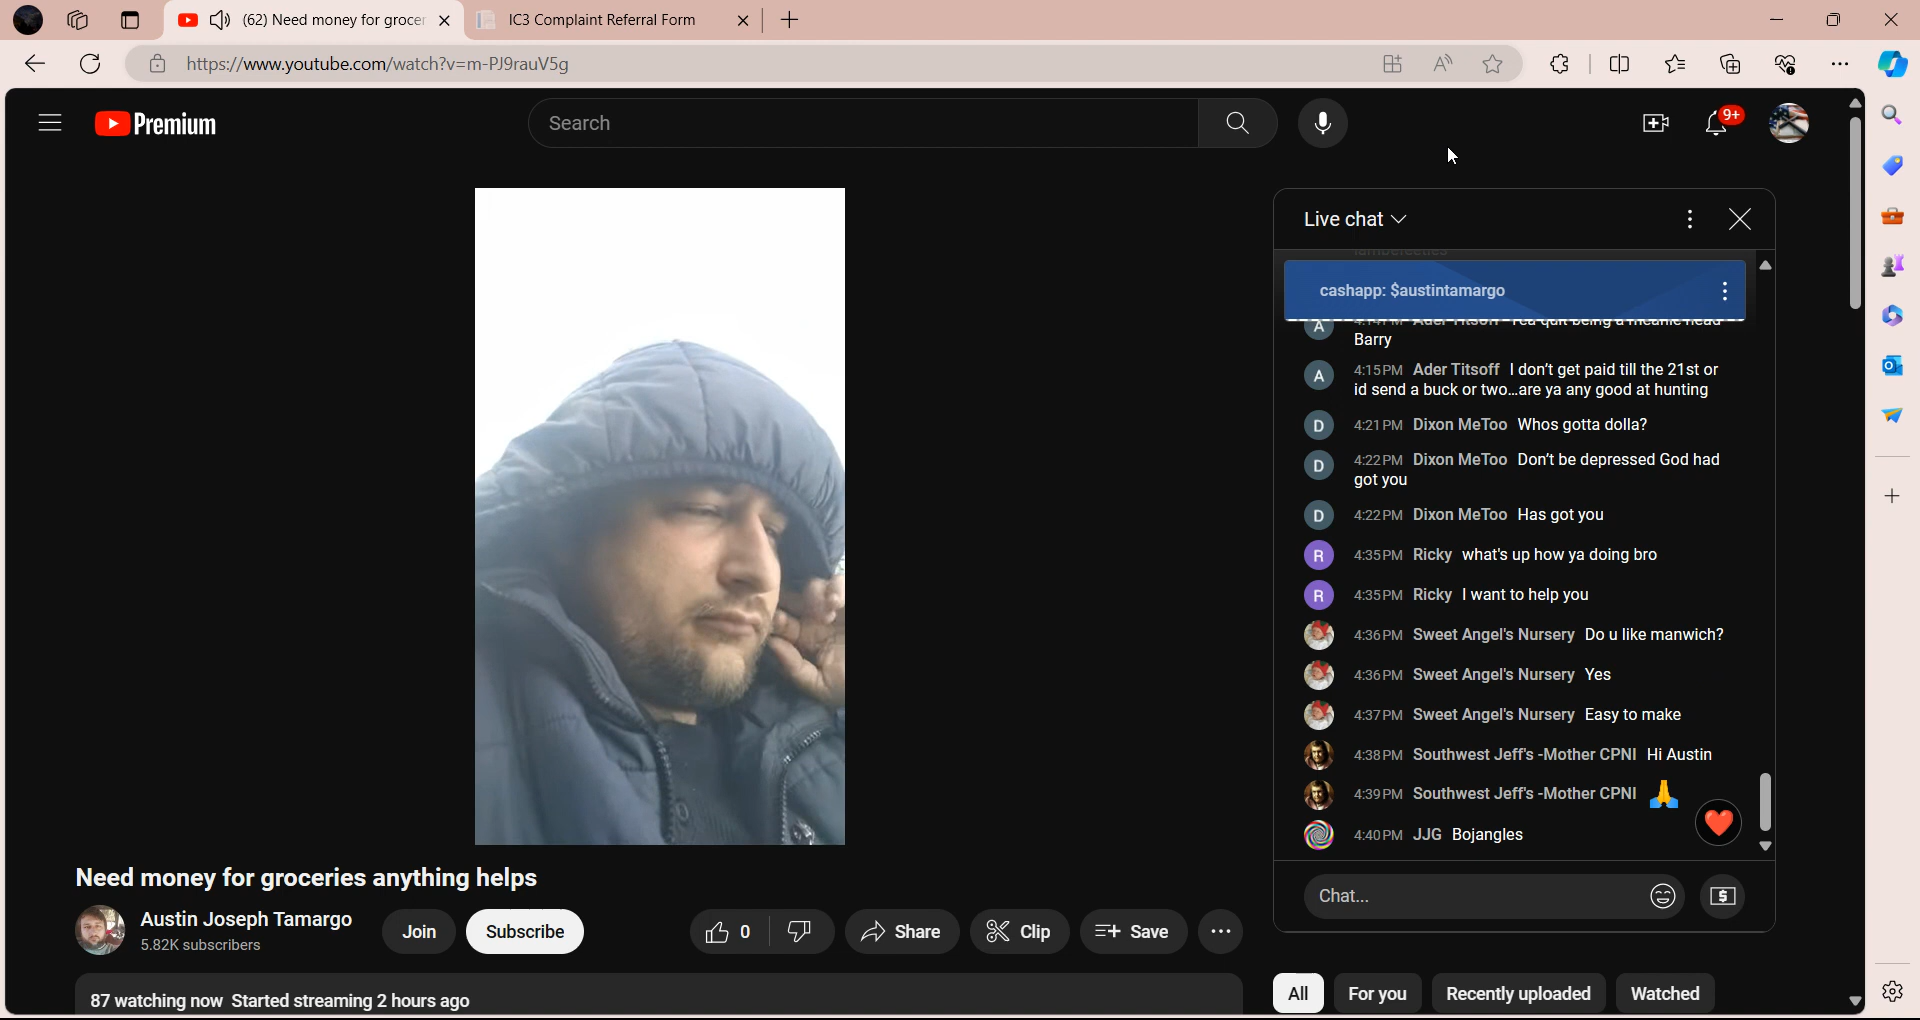 (62) Need money for grocer
IC3 Complaint Referral Form
https://www.youtube.com/watch?v=m-PJ9rauV5g
Premium
Search
9+
Live chat
cashapp: $austintamargo
Barry
4:15 PM Ader Titsoff I don't get paid till the 21st or
id send a buck or two...are ya any good at hunting
4:21 PM Dixon MeToo Whos gotta dolla?
4:22 PM Dixon MeToo Don't be depressed God had
got you
4:22 PM Dixon MeToo Has got you
4:35 PM Ricky what's up how ya doing bro
4:35 PM Ricky I want to help you
4:36 PM Sweet Angel's Nursery Do u like manwich?
4:36 PM Sweet Angel's Nursery Yes
4:37 PM Sweet Angel's Nursery Easy to make
4:38 PM Southwest Jeff's -Mother CPNI Hi Austin
4:39 PM Southwest Jeff's -Mother CPNI 🙏
4:40 PM JJG Bojangles
Chat...
Need money for groceries anything helps
Austin Joseph Tamargo
5.82K subscribers
Join
Subscribe
0
Share
Clip
Save
87 watching now Started streaming 2 hours ago
All
For you
Recently uploaded
Watched